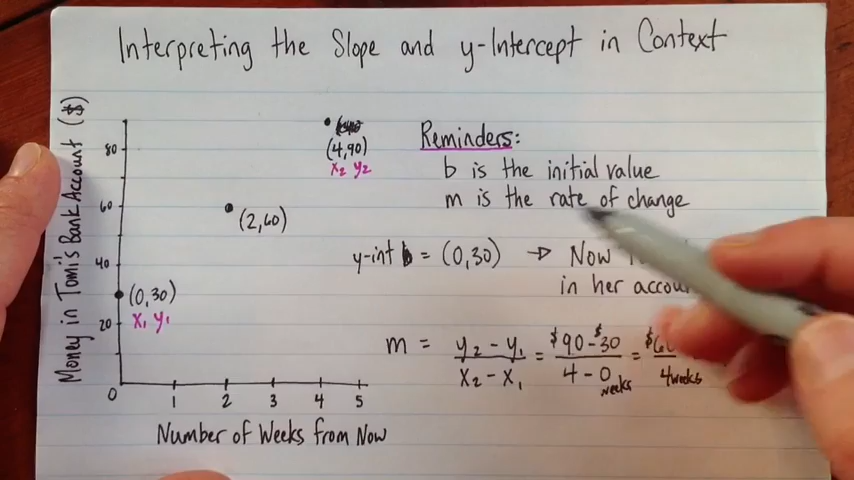 Interpreting the Slope and y-Intercept in Context
Money in Tomi's Bank Account ($)
80
60
40
20
0
1 2 3 4 5
Number of Weeks from Now
(4,90)
x₂ y₂
(2,60)
(0,30)
x₁ y₁
Reminders:
b is the initial value
m is the rate of change
y-int = (0,30) → Now
in her
m = y₂ - y₁ / x₂ - x₁ = $90 - $30 / 4 - 0 weeks = / 4 weeks